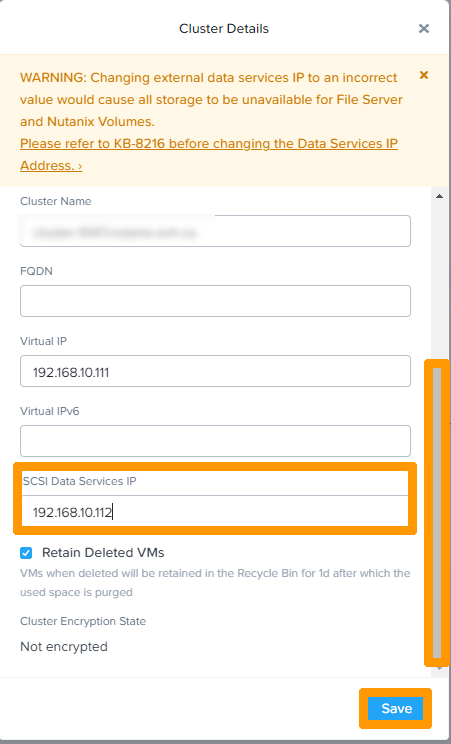 Cluster Details
WARNING: Changing external data services IP to an incorrect
value would cause all storage to be unavailable for File Server
and Nutanix Volumes.
Please refer to KB-8216 before changing the Data Services IP
Address. ›
Cluster Name
FQDN
Virtual IP
192.168.10.111
Virtual IPv6
SCSI Data Services IP
192.168.10.112
Retain Deleted VMs
VMs when deleted will be retained in the Recycle Bin for 1d after which the
used space is purged
Cluster Encryption State
Not encrypted
Save